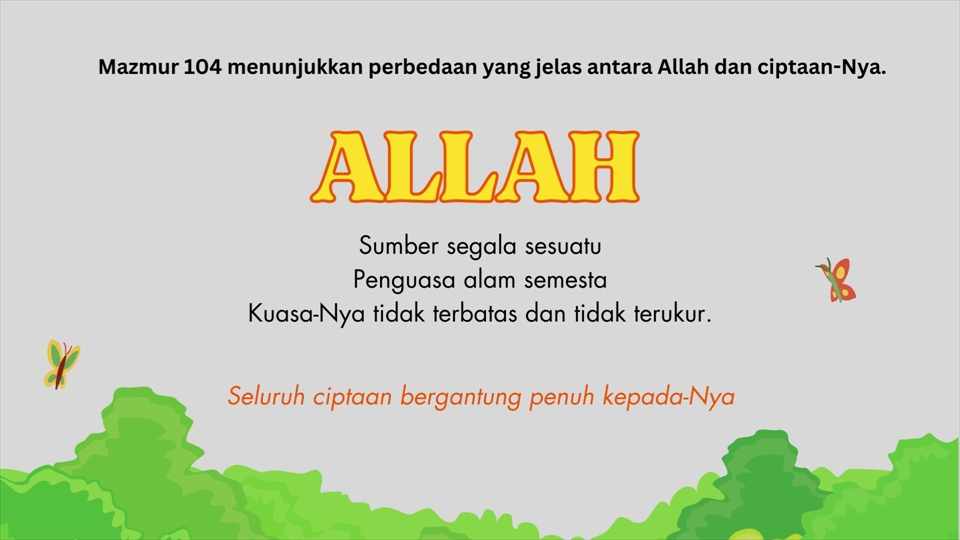 Mazmur 104 menunjukkan perbedaan yang jelas antara Allah dan ciptaan-Nya.
ALLAH
Sumber segala sesuatu
Penguasa alam semesta
Kuasa-Nya tidak terbatas dan tidak terukur.
Seluruh ciptaan bergantung penuh kepada-Nya